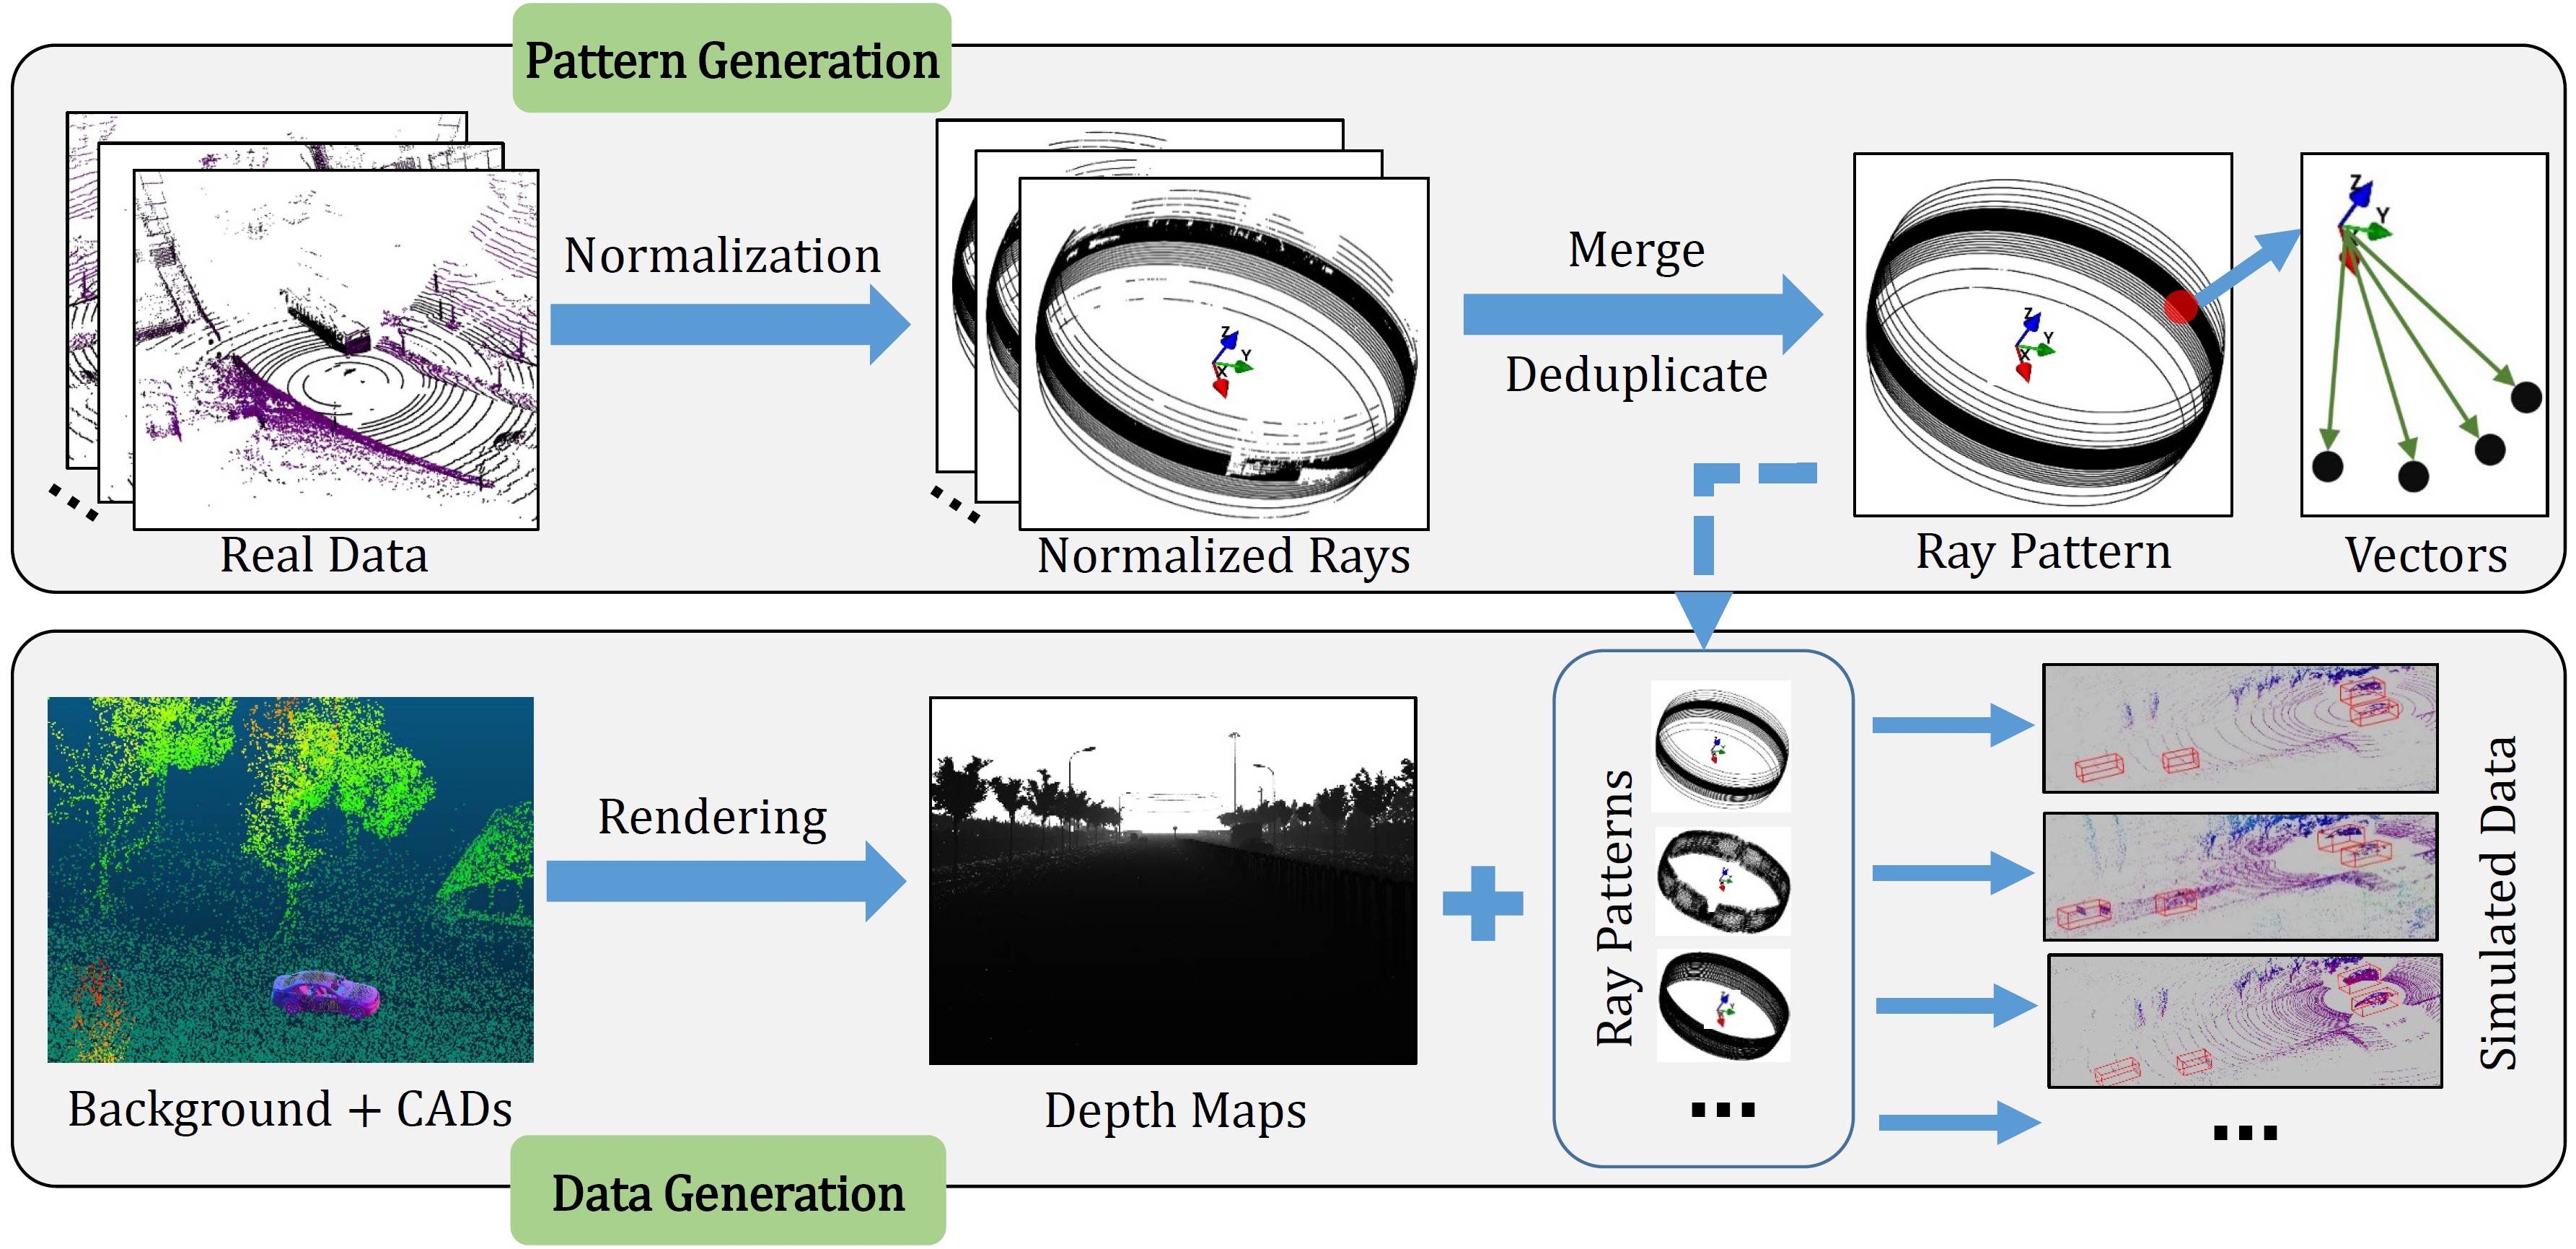 Pattern Generation
Normalization
Merge
Deduplicate
Z
Y
X
Z
Y
X
Z
Y
Real Data
Normalized Rays
Ray Pattern
Vectors
Rendering
Ray Patterns
Simulated Data
Background + CADs
Depth Maps
...
...
Data Generation